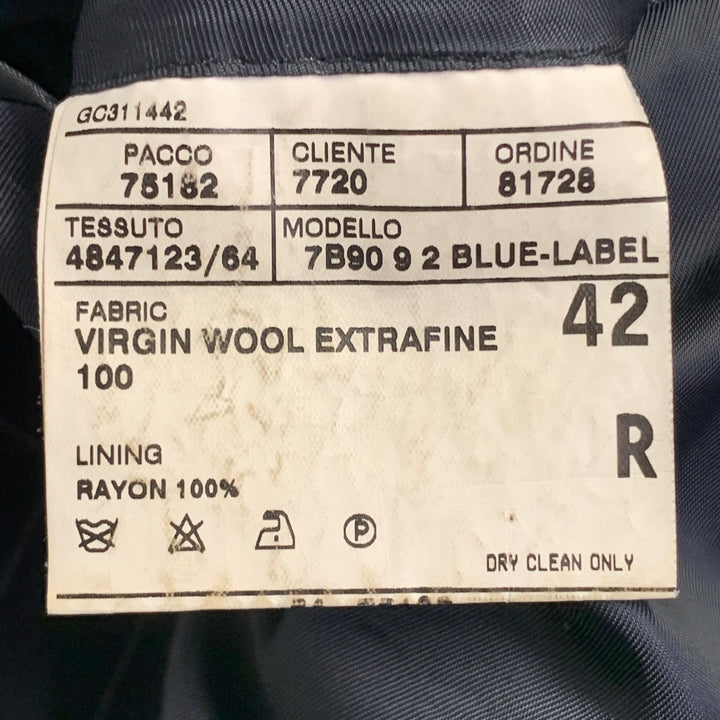 GC311442
PACCO
75182
CLIENTE
7720
ORDINE
81728
TESSUTO
4847123/64
MODELLO
7B90 9 2 BLUE-LABEL
FABRIC
VIRGIN WOOL EXTRAFINE
100
42
R
LINING
RAYON 100%
P
DRY CLEAN ONLY